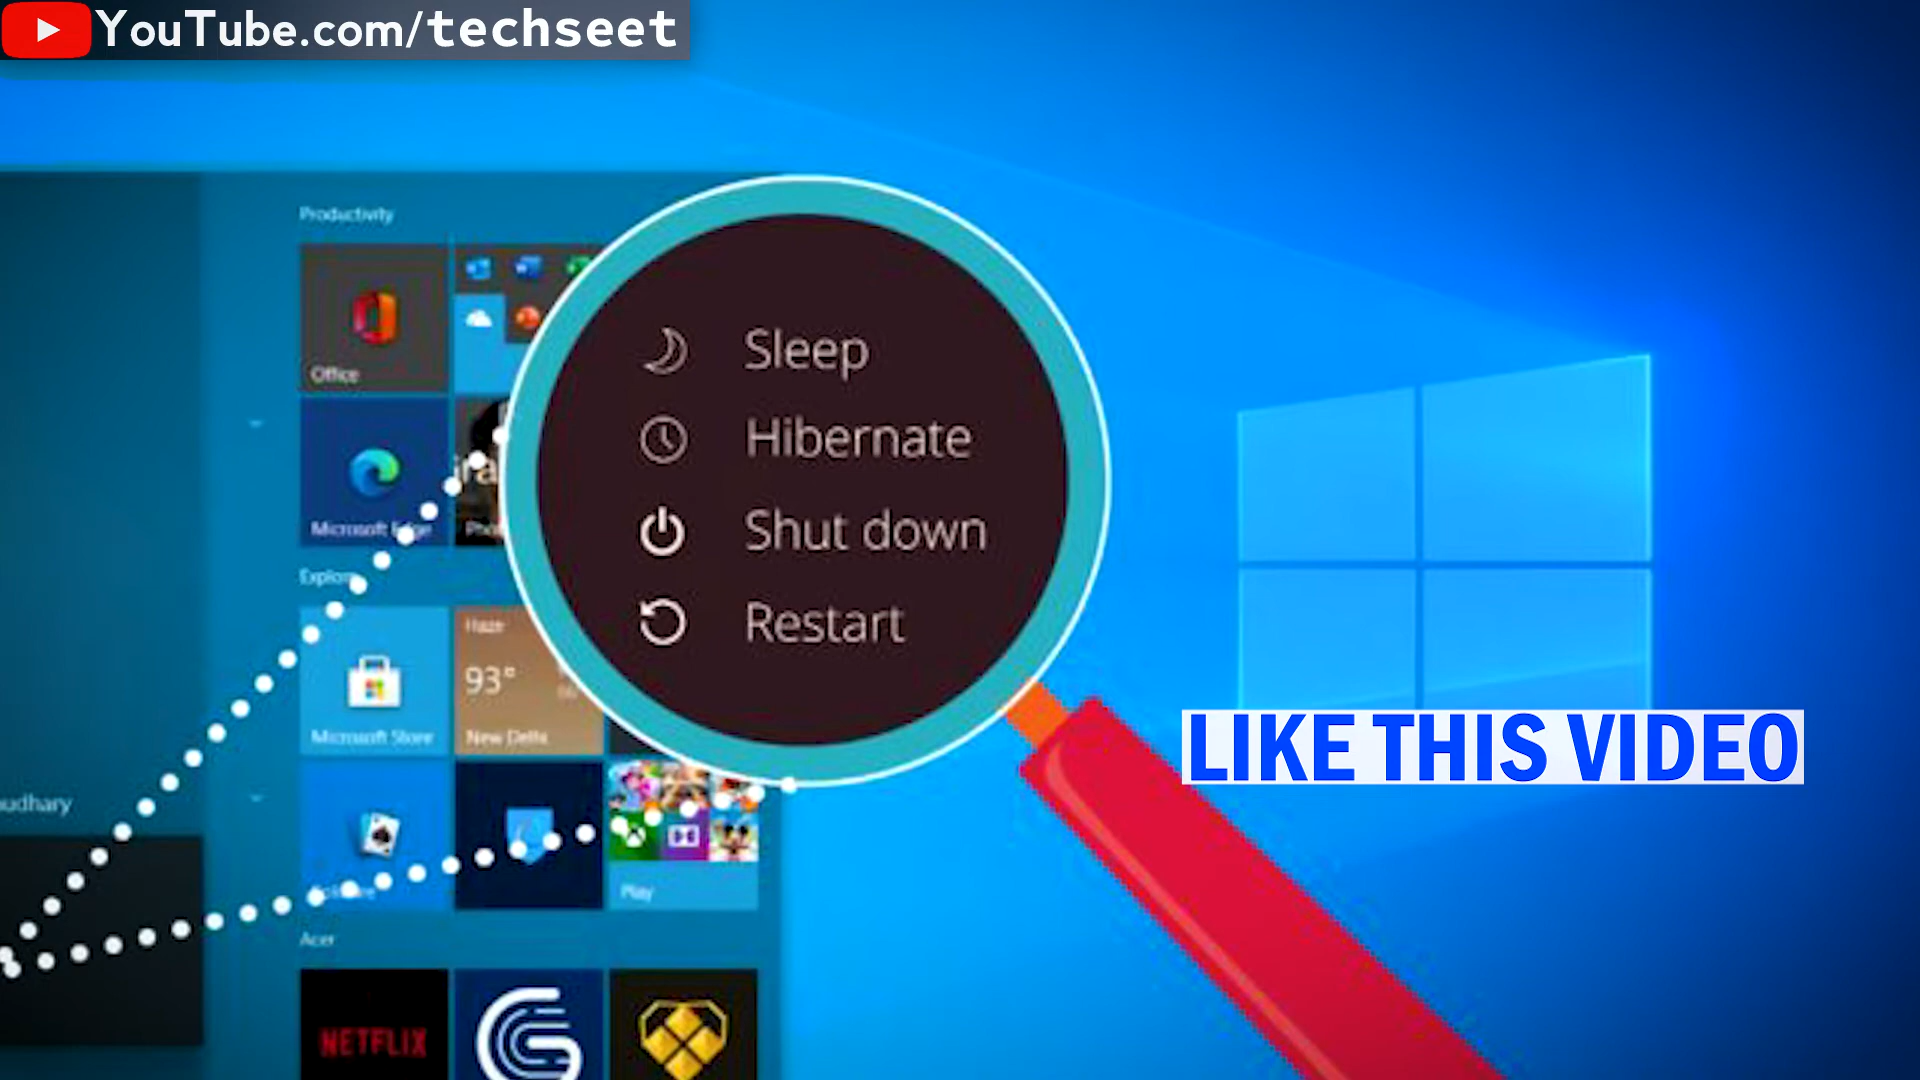 YouTube.com/techseet
Productivity
Office
Microsoft Edge
Explore
Haze
93°
Microsoft Store
New Delhi
Solitaire
Play
Acer
NETFLIX
Sleep
Hibernate
Shut down
Restart
LIKE THIS VIDEO